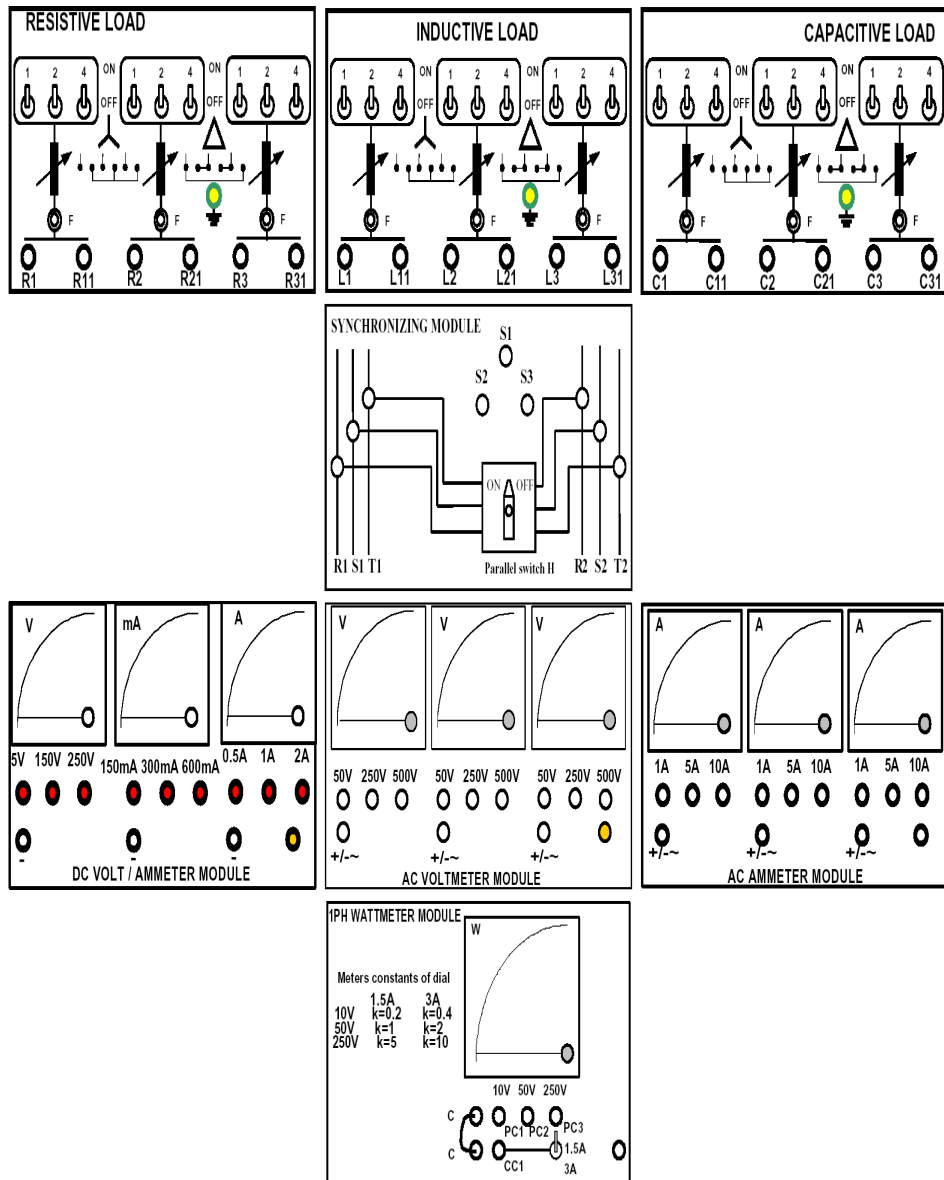 RESISTIVE LOAD
1 2 4 ON 1 2 4 ON 1 2 4
OFF OFF
F F F
R1 R11 R2 R21 R3 R31
INDUCTIVE LOAD
1 2 4 ON 1 2 4 ON 1 2 4
OFF OFF
F F F
L1 L11 L2 L21 L3 L31
CAPACITIVE LOAD
1 2 4 ON 1 2 4 ON 1 2 4
OFF OFF
F F F
C1 C11 C2 C21 C3 C31
SYNCHRONIZING MODULE
S1
S2 S3
ON OFF
R1 S1 T1 Parallel switch H R2 S2 T2
V mA A
5V 150V 250V 150mA 300mA 600mA 0.5A 1A 2A
- - -
DC VOLT / AMMETER MODULE
V V V
50V 250V 500V 50V 250V 500V 50V 250V 500V
+/-~ +/-~ +/-~
AC VOLTMETER MODULE
A A A
1A 5A 10A 1A 5A 10A 1A 5A 10A
+/-~ +/-~ +/-~
AC AMMETER MODULE
1PH WATTMETER MODULE
W
Meters constants of dial
1.5A 3A
10V k=0.2 k=0.4
50V k=1 k=2
250V k=5 k=10
10V 50V 250V
C PC1 PC2 PC3
C CC1 1.5A
3A